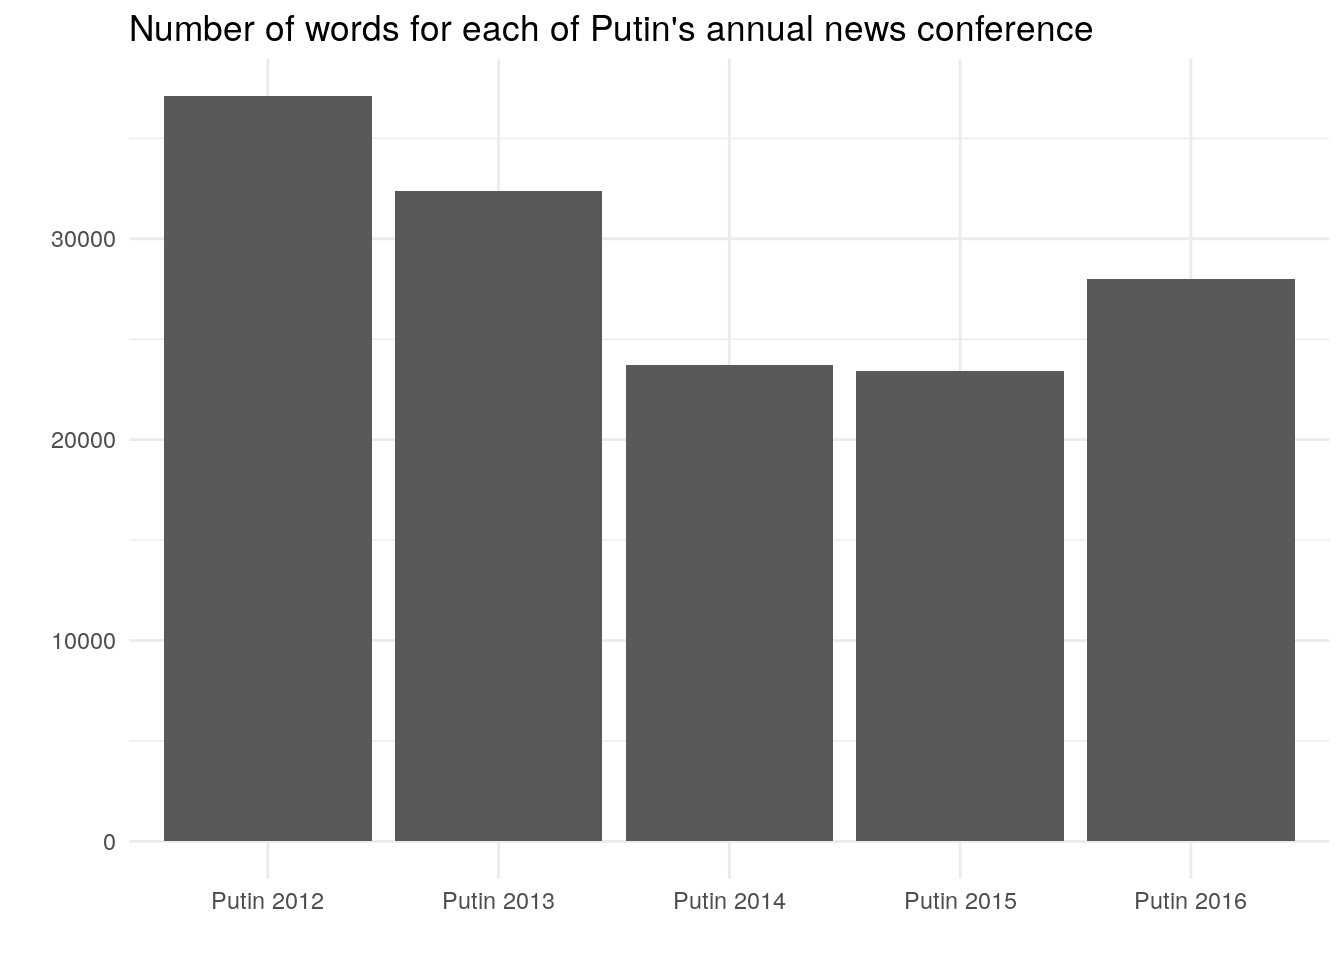 Number of words for each of Putin's annual news conference
30000
20000
10000
0
Putin 2012 Putin 2013 Putin 2014 Putin 2015 Putin 2016